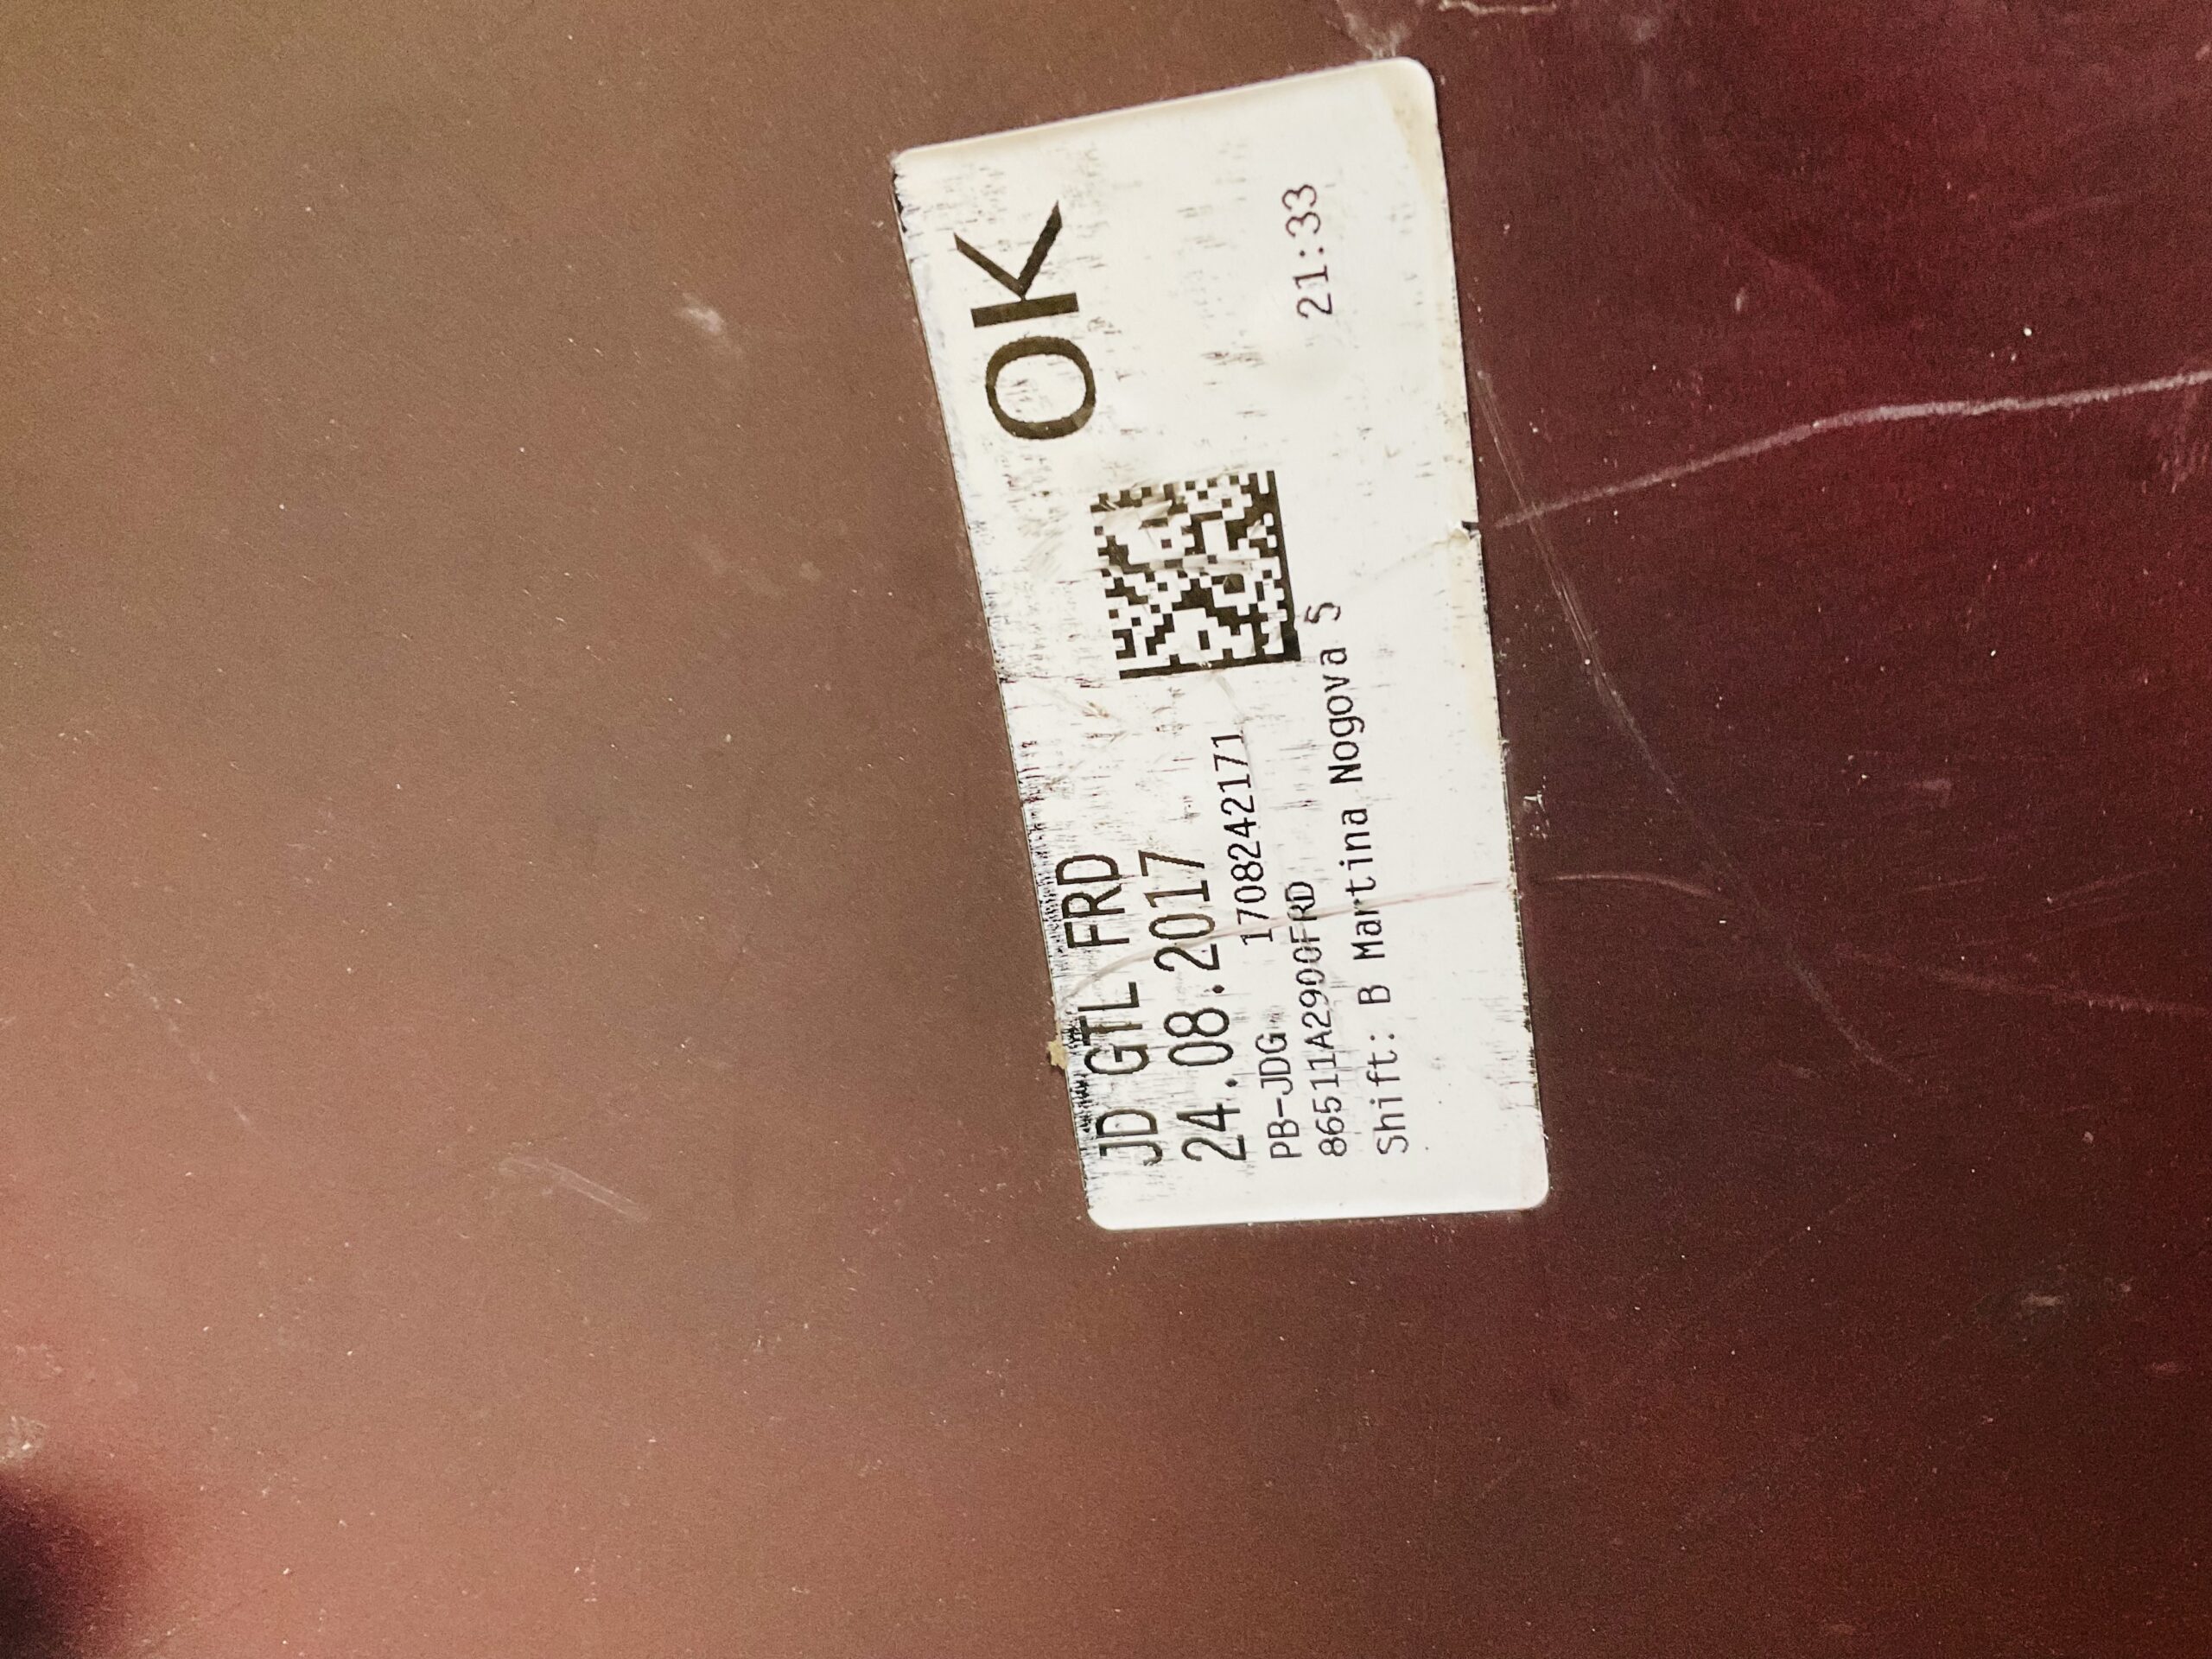 JD GTL FRD OK
24.08.2017
PB-JDG 1708242171
86511A2900FRD
Shift: B Martina Nogova 5 21:33